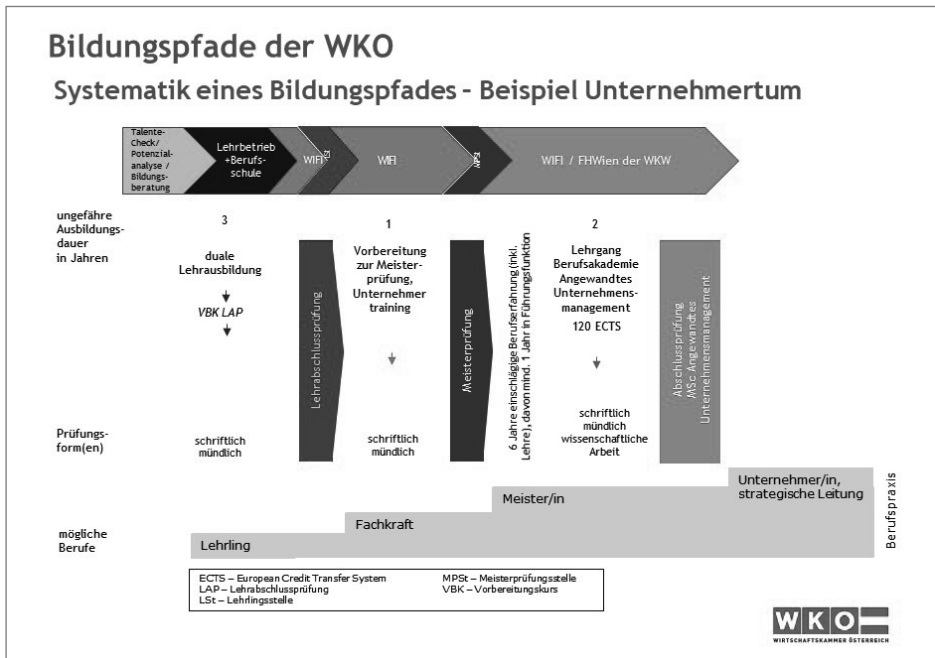 Bildungspfade der WKO
Systematik eines Bildungspfades - Beispiel Unternehmertum
Talente-
Check/
Potenzial-
analyse /
Bildungs-
beratung
Lehrbetrieb
+Berufs-
schule
WIFI
LSt
WIFI
MPSt
WIFI / FHWien der WKW
ungefähre
Ausbildungs-
dauer
in Jahren
3
duale
Lehrausbildung
VBK LAP
Lehrabschlussprüfung
1
Vorbereitung
zur Meister-
prüfung,
Unternehmer
training
Meisterprüfung
6 Jahre einschlägige Berufserfahrung (inkl.
Lehre), davon mind. 1 Jahr in Führungsfunktion
2
Lehrgang
Berufsakademie
Angewandtes
Unternehmens-
management
120 ECTS
Abschlussprüfung
MSc Angewandtes
Unternehmensmanagement
Prüfungs-
form(en)
schriftlich
mündlich
schriftlich
mündlich
schriftlich
mündlich
wissenschaftliche
Arbeit
mögliche
Berufe
Lehrling
Fachkraft
Meister/in
Unternehmer/in,
strategische Leitung
Berufspraxis
ECTS – European Credit Transfer System
LAP – Lehrabschlussprüfung
LSt – Lehrlingsstelle
MPSt – Meisterprüfungsstelle
VBK – Vorbereitungskurs
WKO
WIRTSCHAFTSKAMMER ÖSTERREICH